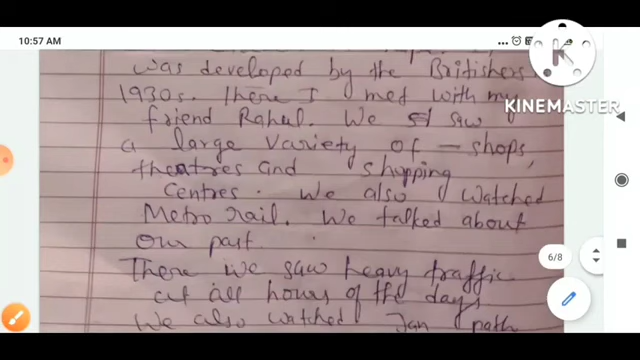 10:57 AM
KINEMASTER
was developed by the Britishers
1930s. There I met with my
friend Rahul. We saw
a large variety of - shops,
theatres and shopping
Centres. We also watched
Metro rail. We talked about
Our past.
There we saw heavy traffic
at all hours of the days
We also watched Jan path
6/8